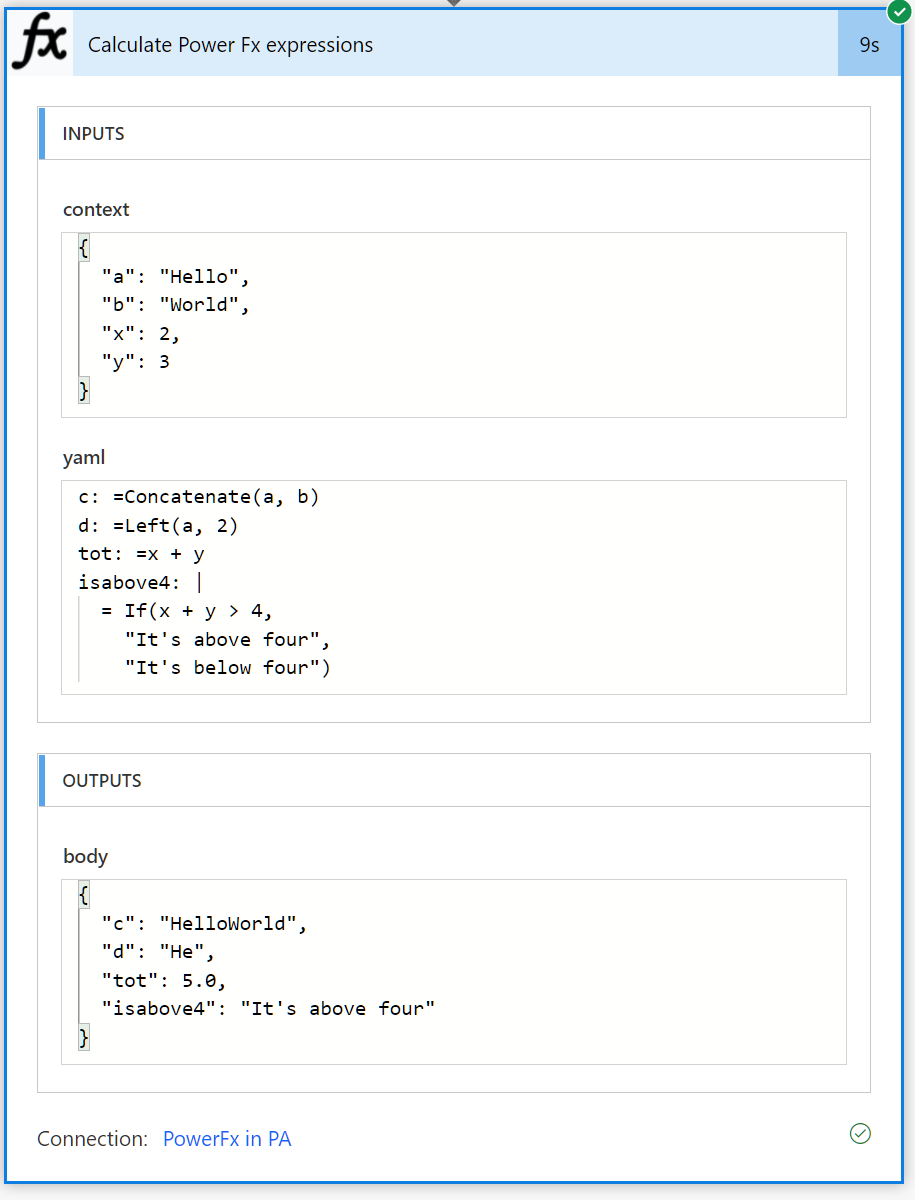 fx
Calculate Power Fx expressions
9s
INPUTS
context
{
"a": "Hello",
"b": "World",
"x": 2,
"y": 3
}
yaml
c: =Concatenate(a, b)
d: =Left(a, 2)
tot: =x + y
isabove4: |
= If(x + y > 4,
"It's above four",
"It's below four")
OUTPUTS
body
{
"c": "HelloWorld",
"d": "He",
"tot": 5.0,
"isabove4": "It's above four"
}
Connection: PowerFx in PA